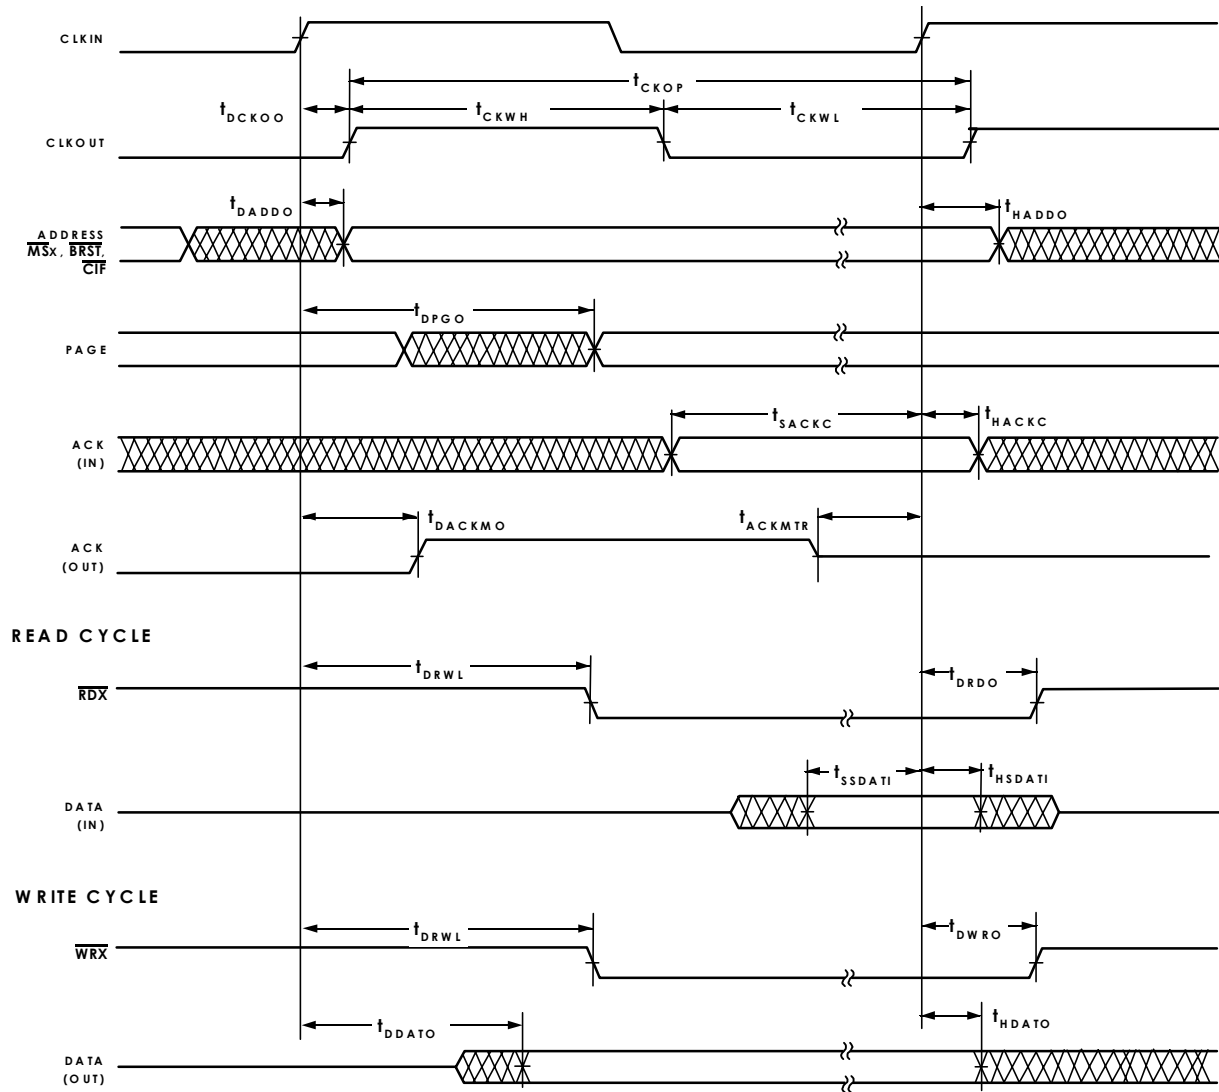 CLKIN
tCKOP
tDCKOO tCKWH tCKWL
CLKOUT
tDADDO tHADDO
ADDRESS
MSx, BRST,
CIF
tDPGO
PAGE
tSACKC tHACKC
ACK
(IN)
tDACKMO tACKMTR
ACK
(OUT)
READ CYCLE
tDRWL tDRDO
RDX
tSSDATI tHSDATI
DATA
(IN)
WRITE CYCLE
tDRWL tDWRO
WRX
tDDATO tHDATO
DATA
(OUT)